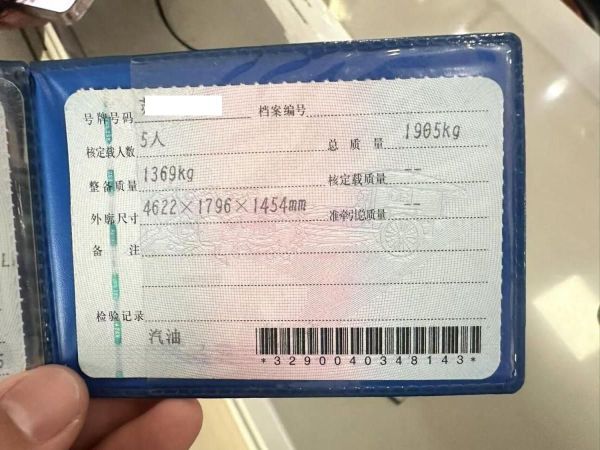 号牌号码 档案编号
核定载人数 5人 总质量 1905kg
整备质量 1369kg 核定载质量 --
外廓尺寸 4622×1796×1454mm 准牵引总质量 --
备注
检验记录
汽油
*3290040348143*